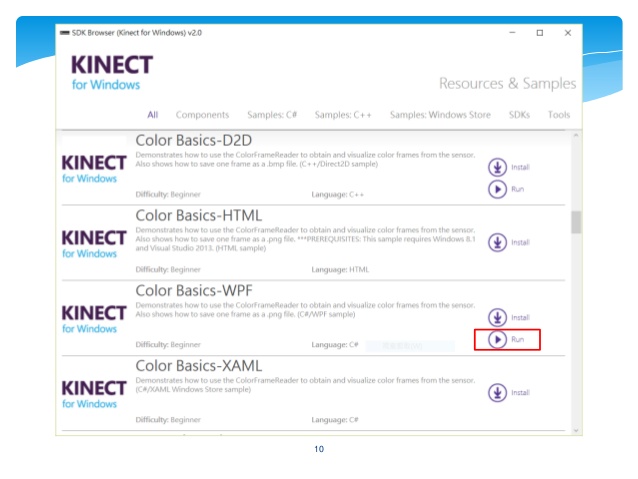 SDK Browser (Kinect for Windows) v2.0
KINECT
for Windows
Resources & Samples
All Components Samples: C# Samples: C++ Samples: Windows Store SDKs Tools
Color Basics-D2D
KINECT
for Windows
Demonstrates how to use the ColorFrameReader to obtain and visualize color frames from the sensor.
Also shows how to save one frame as a .bmp file. (C++/Direct2D sample)
Install
Run
Difficulty: Beginner Language: C++
Color Basics-HTML
KINECT
for Windows
Demonstrates how to use the ColorFrameReader to obtain and visualize color frames from the sensor.
Also shows how to save one frame as a .png file. ***PREREQUISITES: This sample requires Windows 8.1
and Visual Studio 2013. (HTML sample)
Install
Difficulty: Beginner Language: HTML
Color Basics-WPF
KINECT
for Windows
Demonstrates how to use the ColorFrameReader to obtain and visualize color frames from the sensor.
Also shows how to save one frame as a .png file. (C#/WPF sample)
Install
Run
Difficulty: Beginner Language: C#
Color Basics-XAML
KINECT
for Windows
Demonstrates how to use the ColorFrameReader to obtain and visualize color frames from the sensor.
(C#/XAML Windows Store sample)
Install
Difficulty: Beginner Language: C#
10